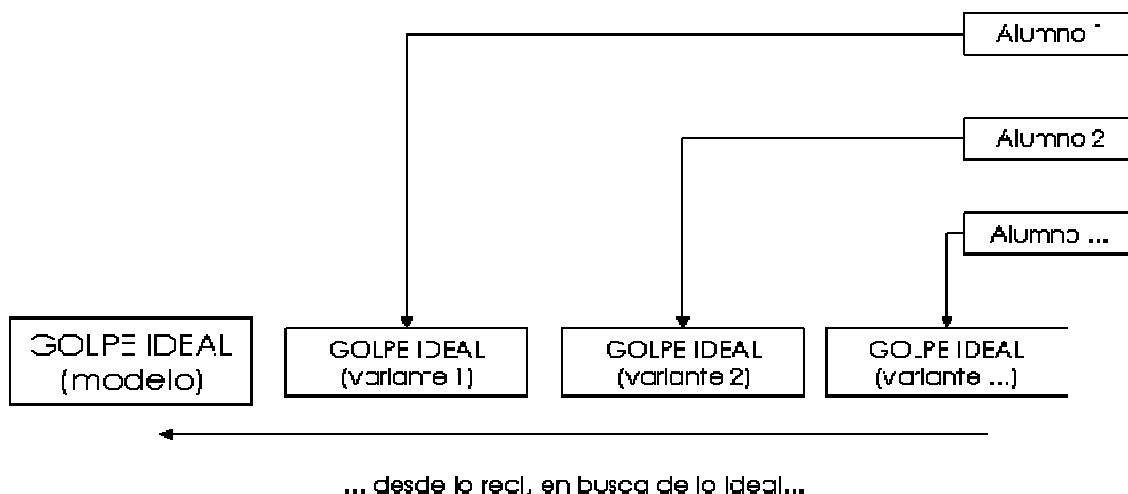 Alumno 1
Alumno 2
Alumno ...
GOLPE IDEAL
(modelo)
GOLPE IDEAL
(variante 1)
GOLPE IDEAL
(variante 2)
GOLPE IDEAL
(variante ...)
... desde lo real, en busca de lo ideal...